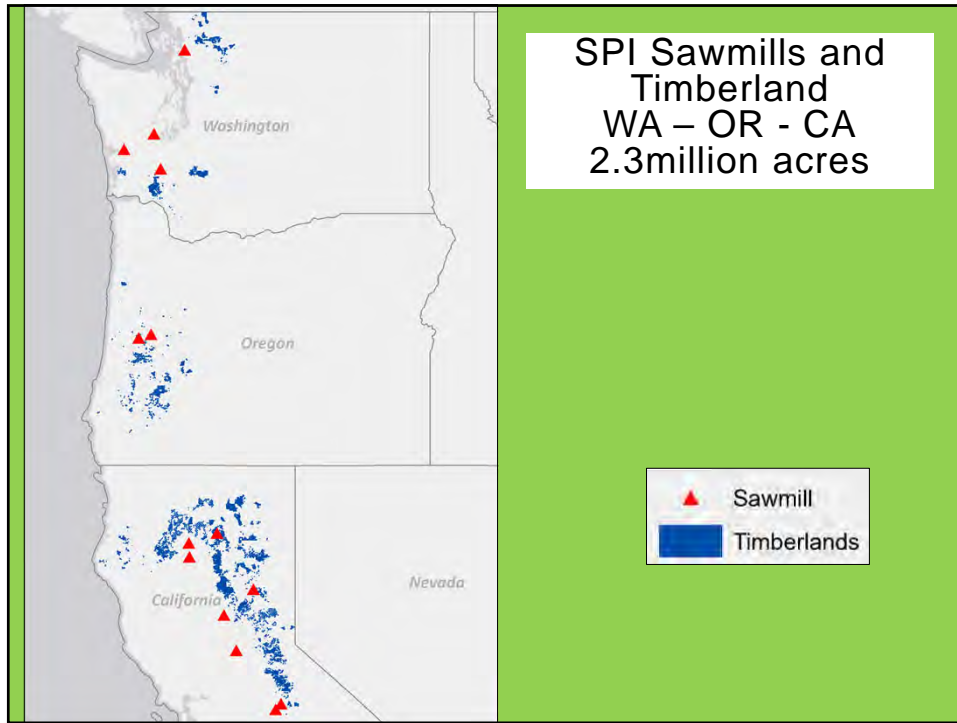 SPI Sawmills and
Timberland
WA – OR - CA
2.3million acres
Washington
Oregon
Sawmill
Timberlands
California
Nevada